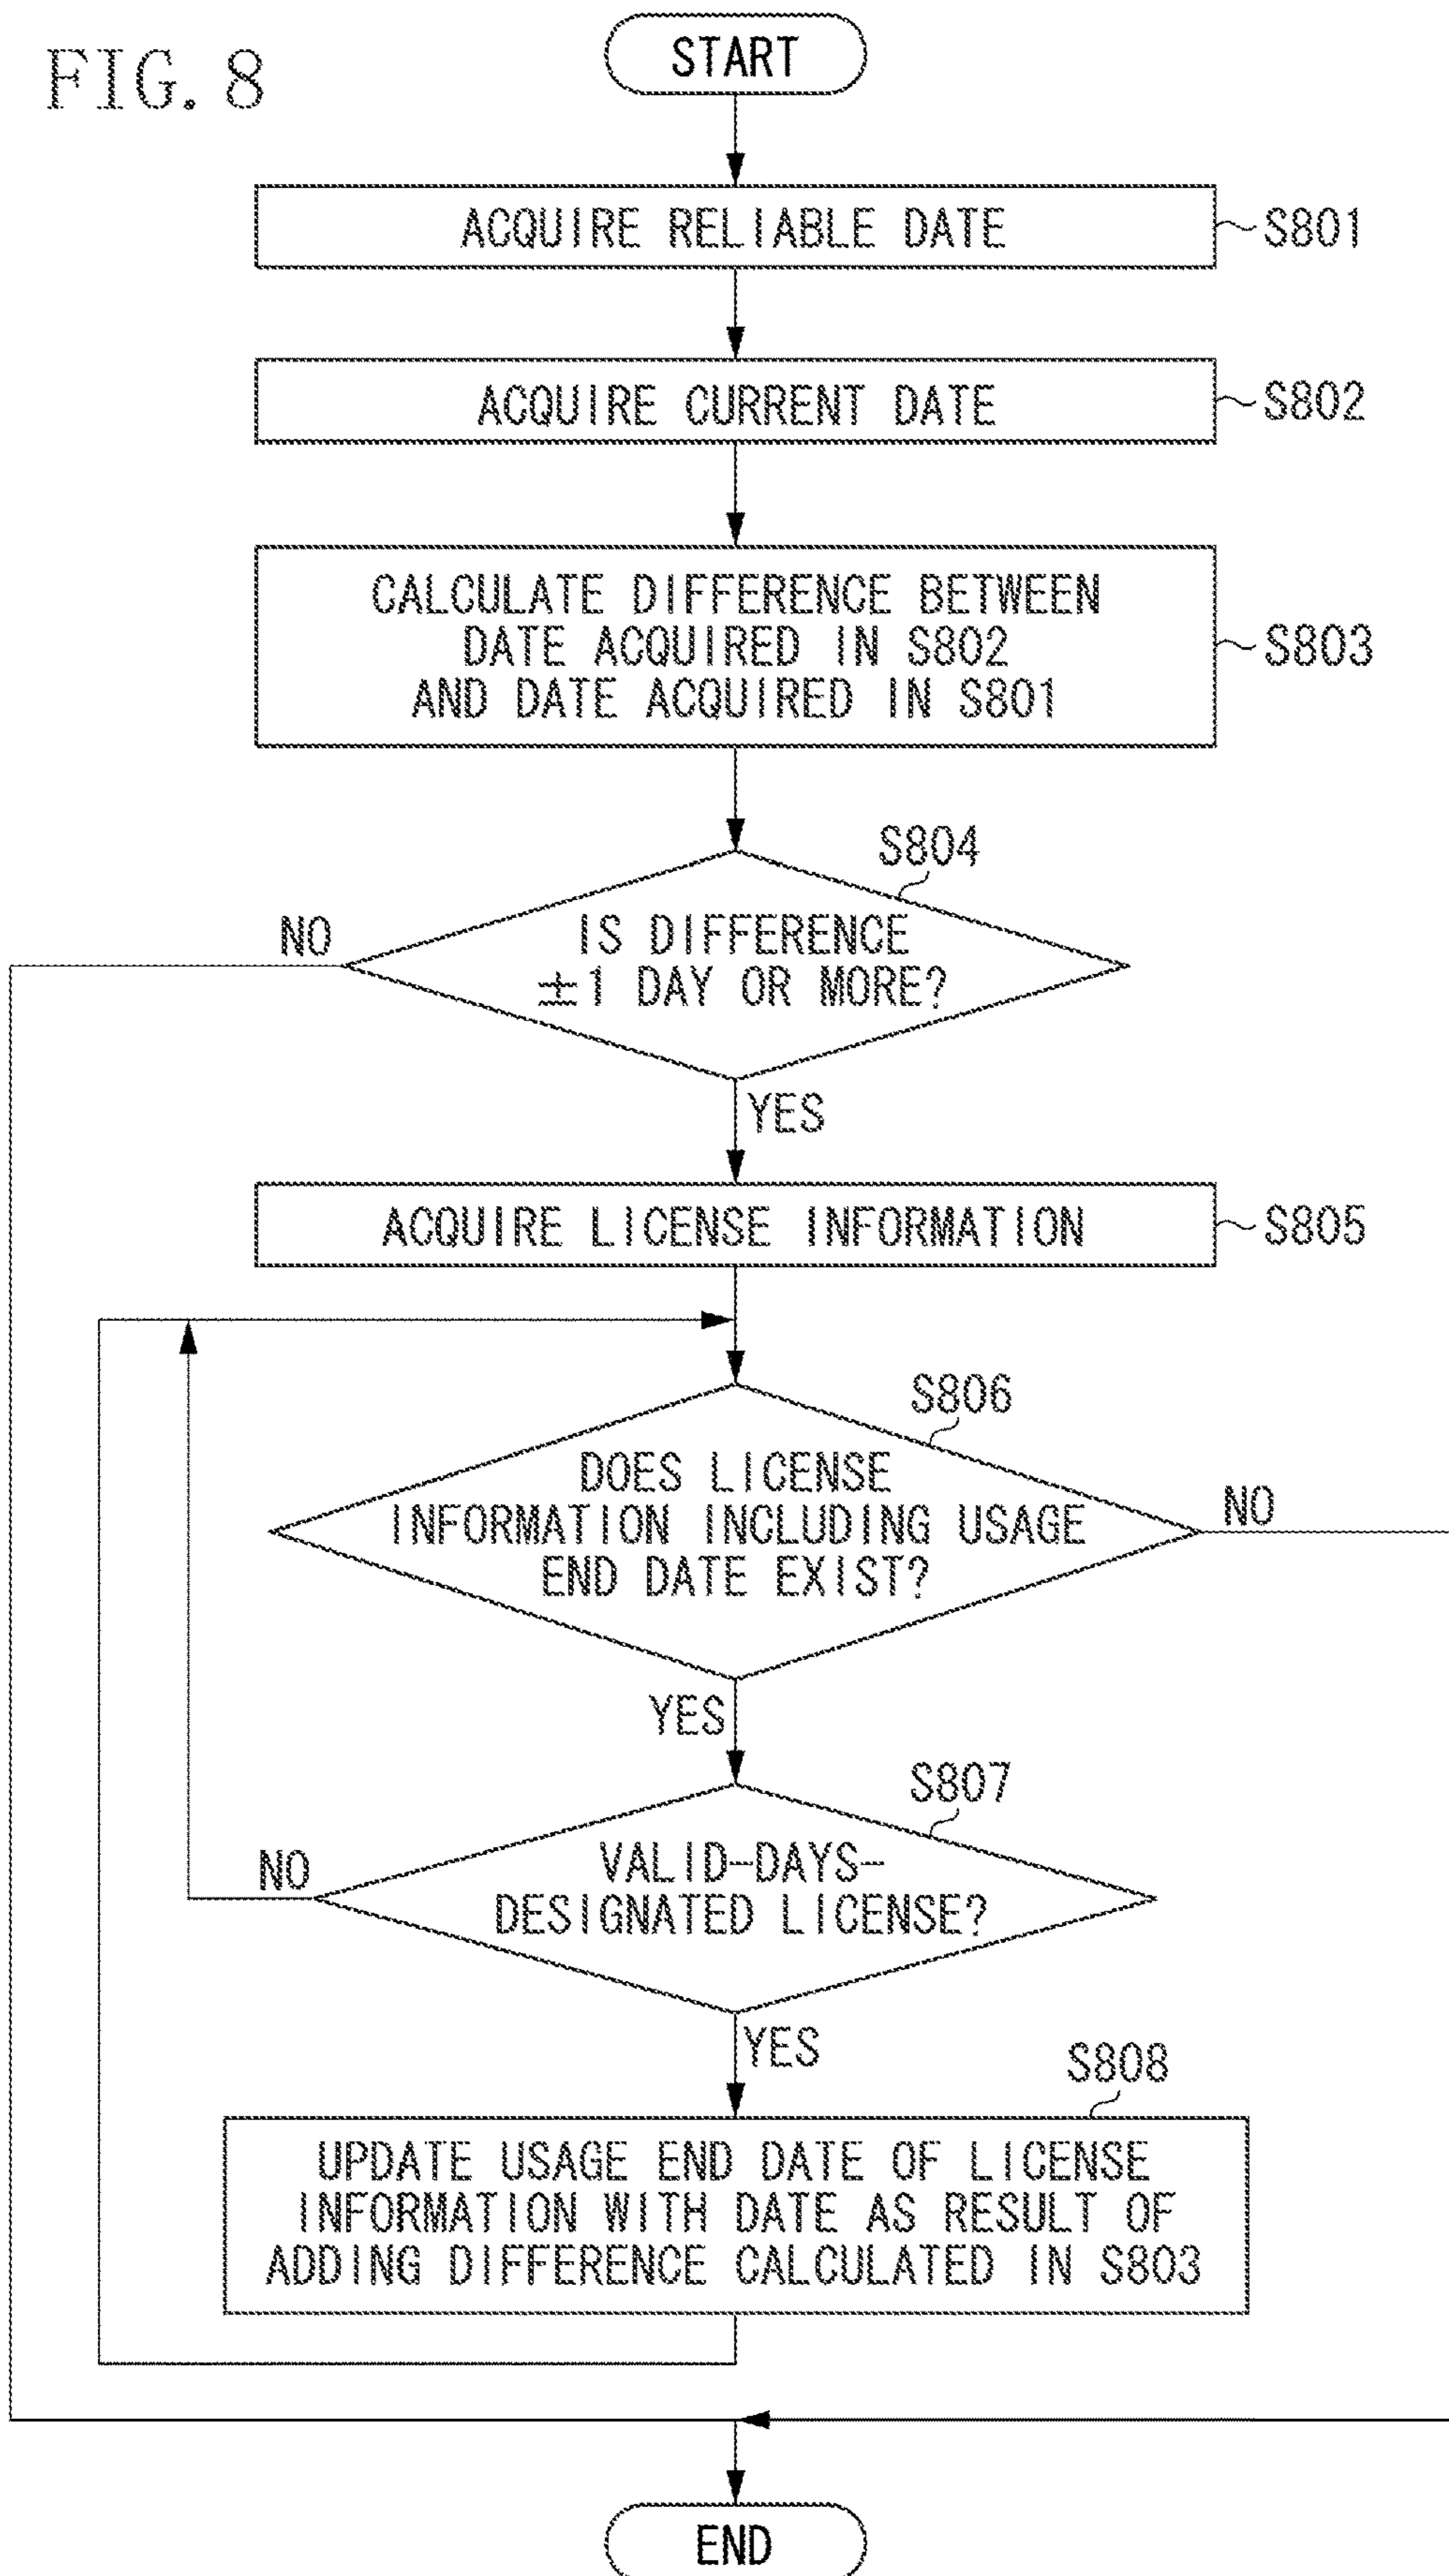 FIG. 8
START
ACQUIRE RELIABLE DATE
S801
ACQUIRE CURRENT DATE
S802
CALCULATE DIFFERENCE BETWEEN
DATE ACQUIRED IN S802
AND DATE ACQUIRED IN S801
S803
S804
IS DIFFERENCE
±1 DAY OR MORE?
NO
YES
ACQUIRE LICENSE INFORMATION
S805
S806
DOES LICENSE
INFORMATION INCLUDING USAGE
END DATE EXIST?
NO
YES
S807
VALID-DAYS-
DESIGNATED LICENSE?
NO
YES
S808
UPDATE USAGE END DATE OF LICENSE
INFORMATION WITH DATE AS RESULT OF
ADDING DIFFERENCE CALCULATED IN S803
END